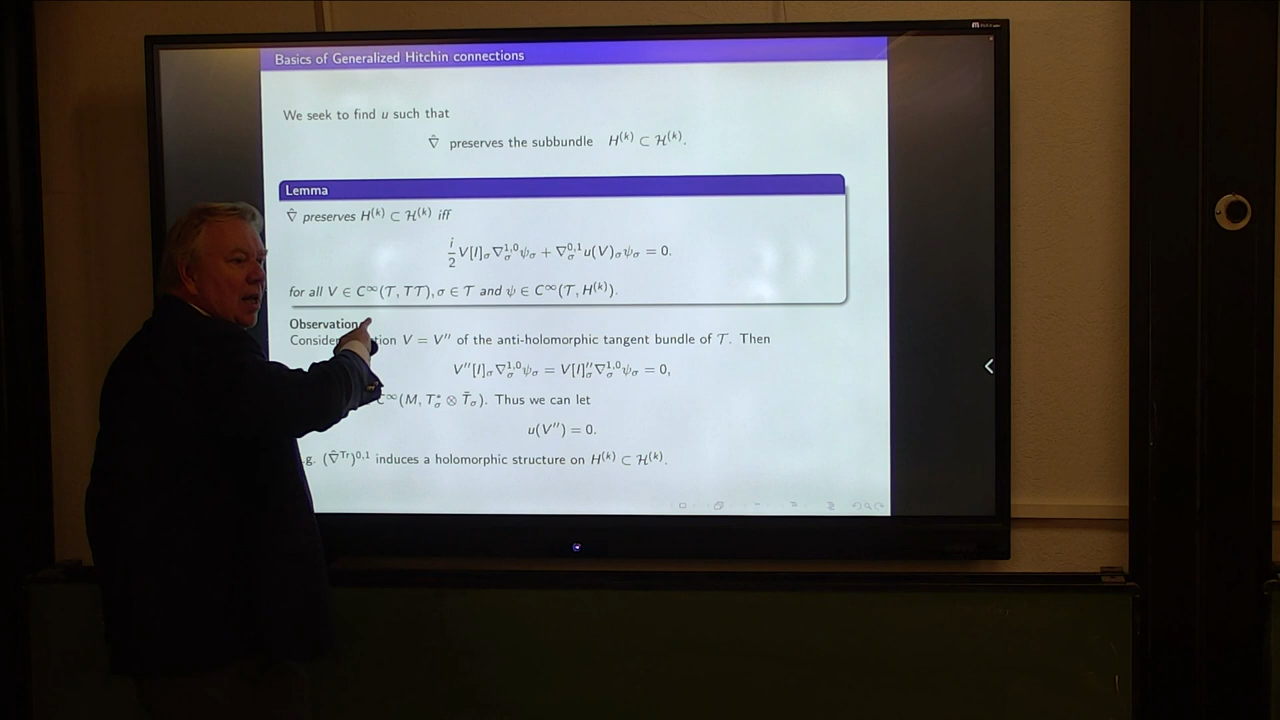 Basics of Generalized Hitchin connections
We seek to find u such that
∇̂ preserves the subbundle H⁽ᵏ⁾ ⊂ ℋ⁽ᵏ⁾.
Lemma
∇̂ preserves H⁽ᵏ⁾ ⊂ ℋ⁽ᵏ⁾ iff
i/2 V[I]_σ ∇_σ^{1,0} ψ_σ + ∇_σ^{0,1} u(V)_σ ψ_σ = 0.
for all V ∈ C^∞(𝒯, T𝒯), σ ∈ 𝒯 and ψ ∈ C^∞(𝒯, H⁽ᵏ⁾).
Observation
V = V′′ of the anti-holomorphic tangent bundle of 𝒯. Then
V′′[I]_σ ∇_σ^{1,0} ψ_σ = V[I]′′_σ ∇_σ^{1,0} ψ_σ = 0,
C^∞(M, T*_σ ⊗ T̄_σ). Thus we can let
u(V′′) = 0.
(∇̂^{Tr})^{0,1} induces a holomorphic structure on H⁽ᵏ⁾ ⊂ ℋ⁽ᵏ⁾.